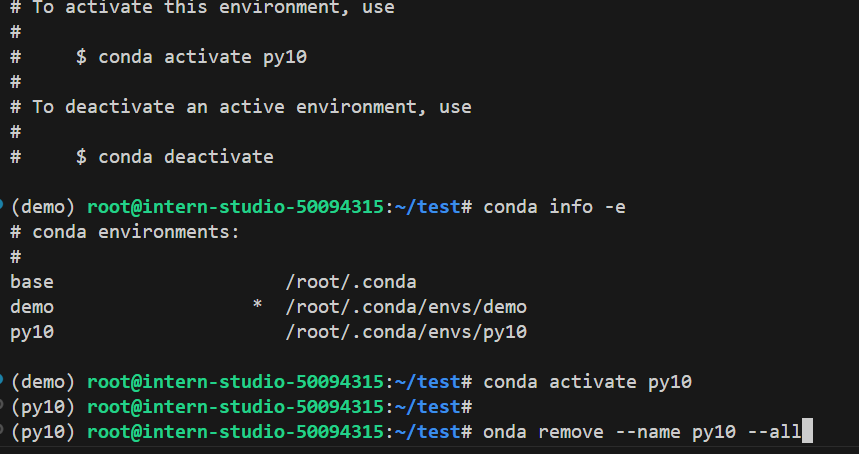 # To activate this environment, use
#
#     $ conda activate py10
#
# To deactivate an active environment, use
#
#     $ conda deactivate
(demo) root@intern-studio-50094315:~/test# conda info -e
# conda environments:
#
base                     /root/.conda
demo                  *  /root/.conda/envs/demo
py10                     /root/.conda/envs/py10
(demo) root@intern-studio-50094315:~/test# conda activate py10
(py10) root@intern-studio-50094315:~/test#
(py10) root@intern-studio-50094315:~/test# onda remove --name py10 --all